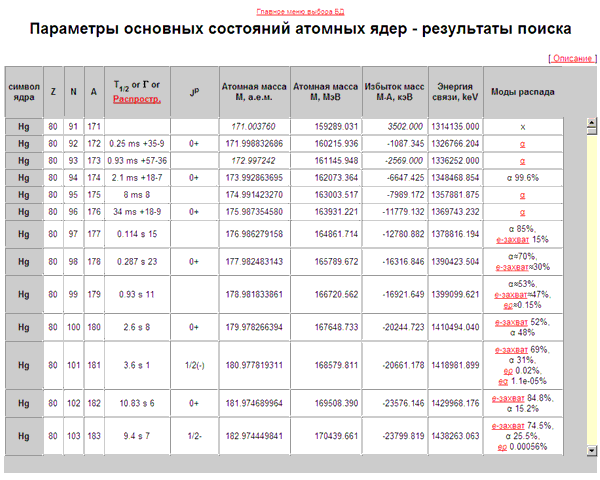 Главное меню выбора БД
Параметры основных состояний атомных ядер - результаты поиска
[ Описание ]
символ ядра Z N A T1/2 or Γ or Распростр. JP Атомная масса М, а.е.м. Атомная масса М, МэВ Избыток масс М-А, кэВ Энергия связи, keV Моды распада
Hg 80 91 171 171.003760 159289.031 3502.000 1314135.000 x
Hg 80 92 172 0.25 ms +35-9 0+ 171.998832686 160215.936 -1087.345 1326766.204 α
Hg 80 93 173 0.93 ms +57-36 172.997242 161145.948 -2569.000 1336252.000 α
Hg 80 94 174 2.1 ms +18-7 0+ 173.992863695 162073.364 -6647.425 1348468.854 α 99.6%
Hg 80 95 175 8 ms 8 174.991423270 163003.517 -7989.172 1357881.875 α
Hg 80 96 176 34 ms +18-9 0+ 175.987354580 163931.221 -11779.132 1369743.232 α
Hg 80 97 177 0.114 s 15 176.986279158 164861.714 -12780.882 1378816.194 α 85%,
е-захват 15%
Hg 80 98 178 0.287 s 23 0+ 177.982483143 165789.672 -16316.846 1390423.504 α≈70%,
е-захват≈30%
Hg 80 99 179 0.93 s 11 178.981833861 166720.562 -16921.649 1399099.621 α≈53%,
е-захват≈47%,
ep≈0.15%
Hg 80 100 180 2.6 s 8 0+ 179.978266394 167648.733 -20244.723 1410494.040 е-захват 52%,
α 48%
Hg 80 101 181 3.6 s 1 1/2(-) 180.977819311 168579.811 -20661.178 1418981.899 е-захват 69%,
α 31%,
ep 0.02%,
eα 1.1e-05%
Hg 80 102 182 10.83 s 6 0+ 181.974689964 169508.390 -23576.146 1429968.176 е-захват 84.8%,
α 15.2%
Hg 80 103 183 9.4 s 7 1/2- 182.974449841 170439.661 -23799.819 1438263.063 е-захват 74.5%,
α 25.5%,
ep 0.00056%